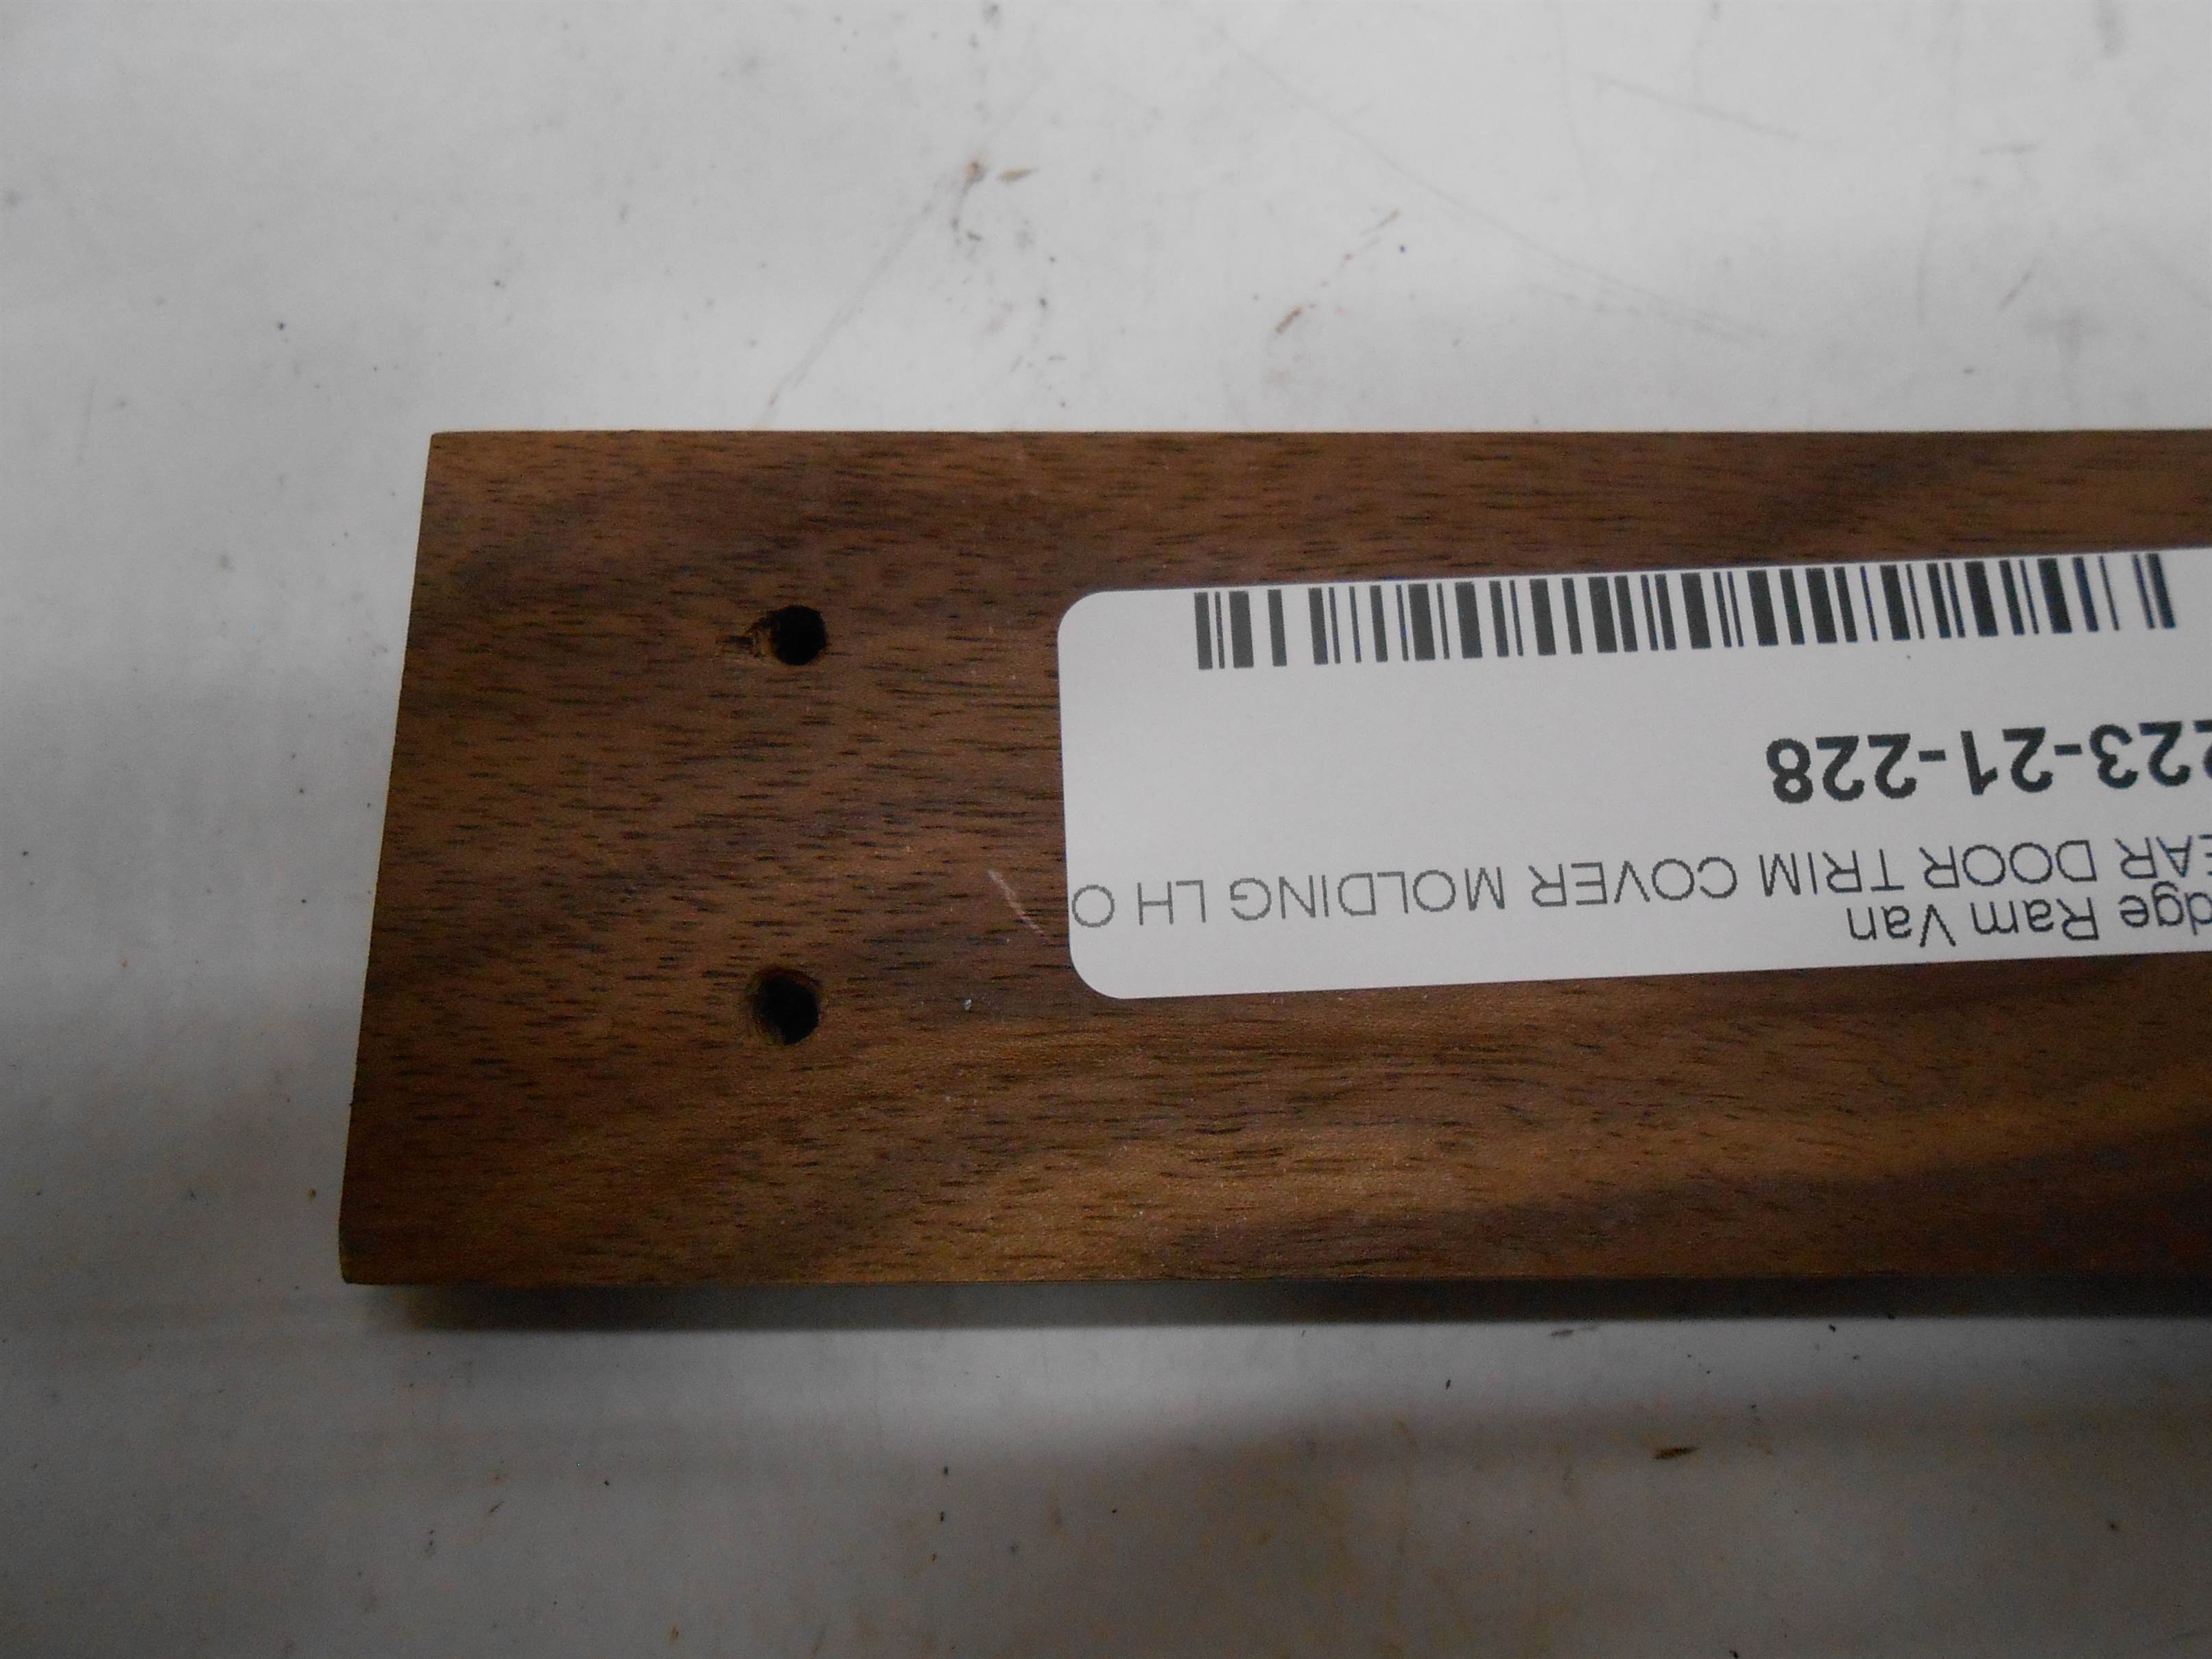 dge Ram Van
EAR DOOR TRIM COVER MOLDING LH O
223-21-228